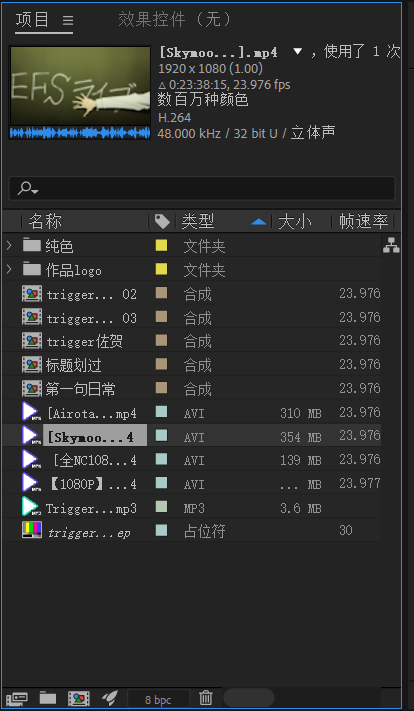 项目 ≡ 效果控件（无）
EFSライブ
[Skymoo...].mp4 ▼ ，使用了 1 次
1920 x 1080 (1.00)
△ 0:23:38:15, 23.976 fps
数百万种颜色
H.264
48.000 kHz / 32 bit U / 立体声
名称 类型 大小 帧速率
纯色 文件夹
作品logo 文件夹
trigger... 02 合成 23.976
trigger... 03 合成 23.976
trigger佐贺 合成 23.976
标题划过 合成 23.976
第一句日常 合成 23.976
[Airota...mp4 AVI 310 MB 23.976
[Skymoo...4 AVI 354 MB 23.976
[全NC108...4 AVI 139 MB 23.976
【1080P】...4 AVI ... MB 23.977
Trigger...mp3 MP3 3.6 MB
trigger...ep 占位符 30
8 bpc